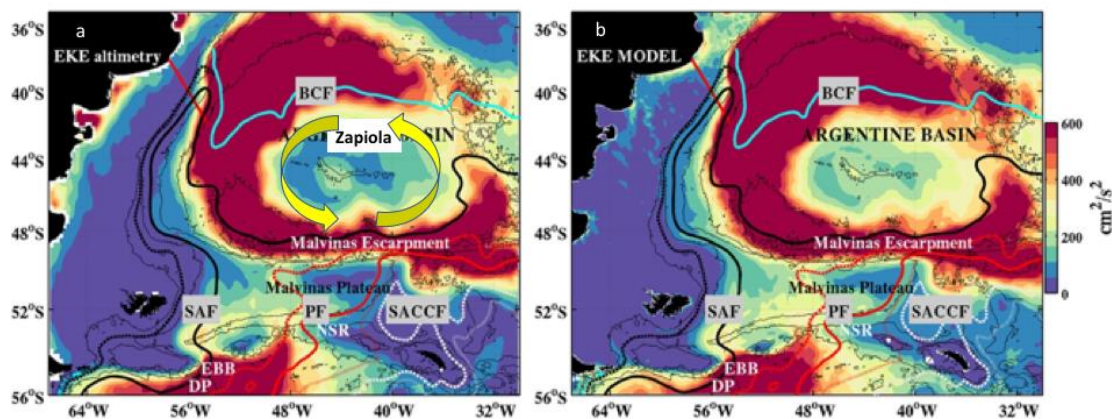 a
EKE altimetry
BCF
ARGENTINE BASIN
Zapiola
Malvinas Escarpment
Malvinas Plateau
SAF
PF
SACCF
NSR
EBB
DP
36°S
40°S
44°S
48°S
52°S
56°S
64°W
56°W
48°W
40°W
32°W
b
EKE MODEL
BCF
ARGENTINE BASIN
Malvinas Escarpment
Malvinas Plateau
SAF
PF
SACCF
NSR
EBB
DP
36°S
40°S
44°S
48°S
52°S
56°S
64°W
56°W
48°W
40°W
32°W
600
400
200
0
cm²/s²